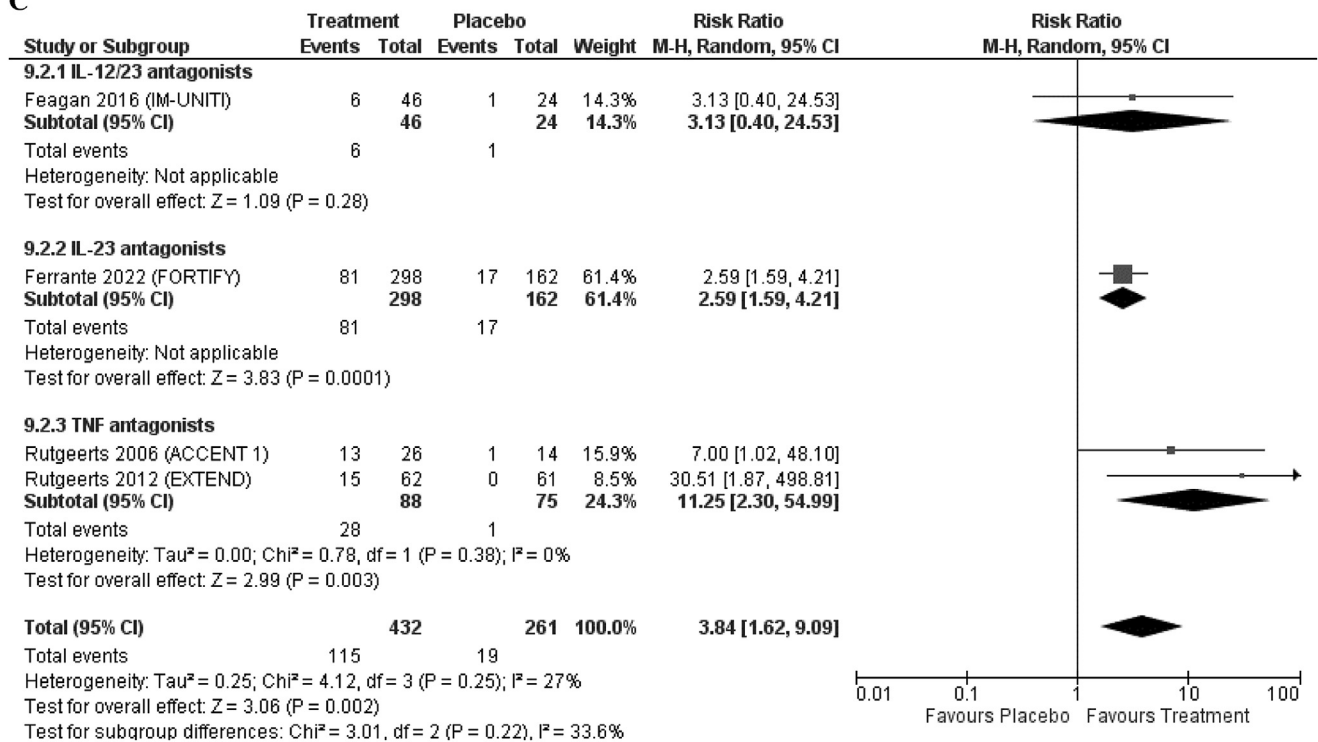 C
Treatment Placebo Risk Ratio Risk Ratio
Study or Subgroup Events Total Events Total Weight M-H, Random, 95% CI M-H, Random, 95% CI
9.2.1 IL-12/23 antagonists
Feagan 2016 (IM-UNITI) 6 46 1 24 14.3% 3.13 [0.40, 24.53]
Subtotal (95% CI) 46 24 14.3% 3.13 [0.40, 24.53]
Total events 6 1
Heterogeneity: Not applicable
Test for overall effect: Z = 1.09 (P = 0.28)
9.2.2 IL-23 antagonists
Ferrante 2022 (FORTIFY) 81 298 17 162 61.4% 2.59 [1.59, 4.21]
Subtotal (95% CI) 298 162 61.4% 2.59 [1.59, 4.21]
Total events 81 17
Heterogeneity: Not applicable
Test for overall effect: Z = 3.83 (P = 0.0001)
9.2.3 TNF antagonists
Rutgeerts 2006 (ACCENT 1) 13 26 1 14 15.9% 7.00 [1.02, 48.10]
Rutgeerts 2012 (EXTEND) 15 62 0 61 8.5% 30.51 [1.87, 498.81]
Subtotal (95% CI) 88 75 24.3% 11.25 [2.30, 54.99]
Total events 28 1
Heterogeneity: Tau² = 0.00; Chi² = 0.78, df = 1 (P = 0.38); I² = 0%
Test for overall effect: Z = 2.99 (P = 0.003)
Total (95% CI) 432 261 100.0% 3.84 [1.62, 9.09]
Total events 115 19
Heterogeneity: Tau² = 0.25; Chi² = 4.12, df = 3 (P = 0.25); I² = 27%
Test for overall effect: Z = 3.06 (P = 0.002)
Test for subgroup differences: Chi² = 3.01, df = 2 (P = 0.22), I² = 33.6%
0.01 0.1 1 10 100
Favours Placebo Favours Treatment